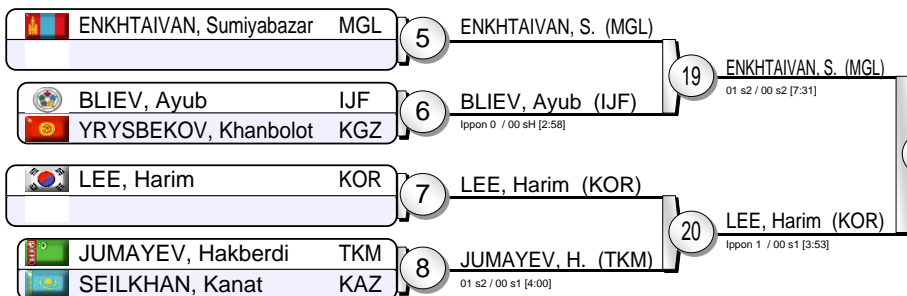 ENKHTAIVAN, Sumiyabazar MGL
5
ENKHTAIVAN, S. (MGL)
BLIEV, Ayub IJF
YRYSBEKOV, Khanbolot KGZ
6
BLIEV, Ayub (IJF)
Ippon 0 / 00 sH [2:58]
19
ENKHTAIVAN, S. (MGL)
01 s2 / 00 s2 [7:31]
LEE, Harim KOR
7
LEE, Harim (KOR)
JUMAYEV, Hakberdi TKM
SEILKHAN, Kanat KAZ
8
JUMAYEV, H. (TKM)
01 s2 / 00 s1 [4:00]
20
LEE, Harim (KOR)
Ippon 1 / 00 s1 [3:53]